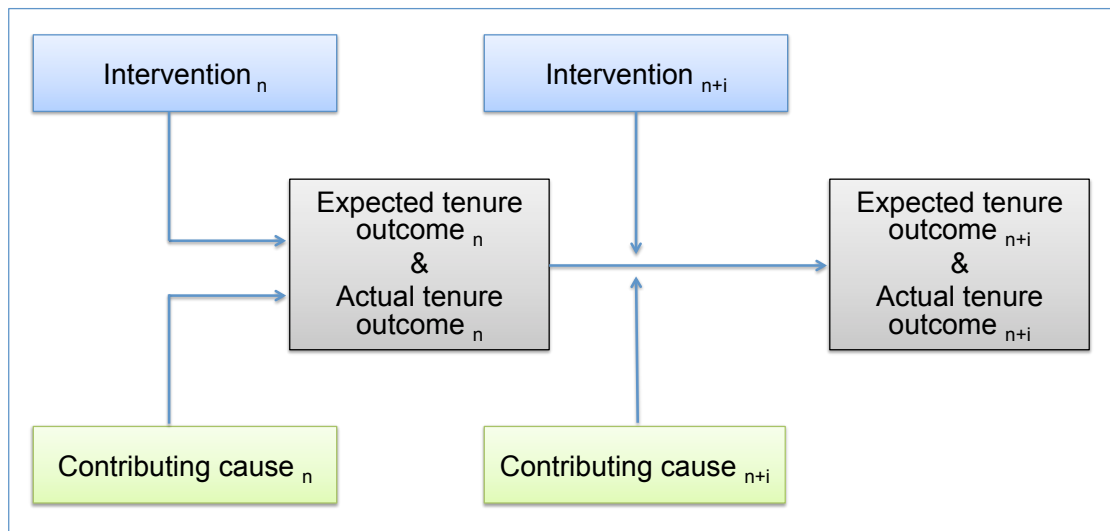 Intervention n
Intervention n+i
Expected tenure
outcome n
&
Actual tenure
outcome n
Expected tenure
outcome n+i
&
Actual tenure
outcome n+i
Contributing cause n
Contributing cause n+i